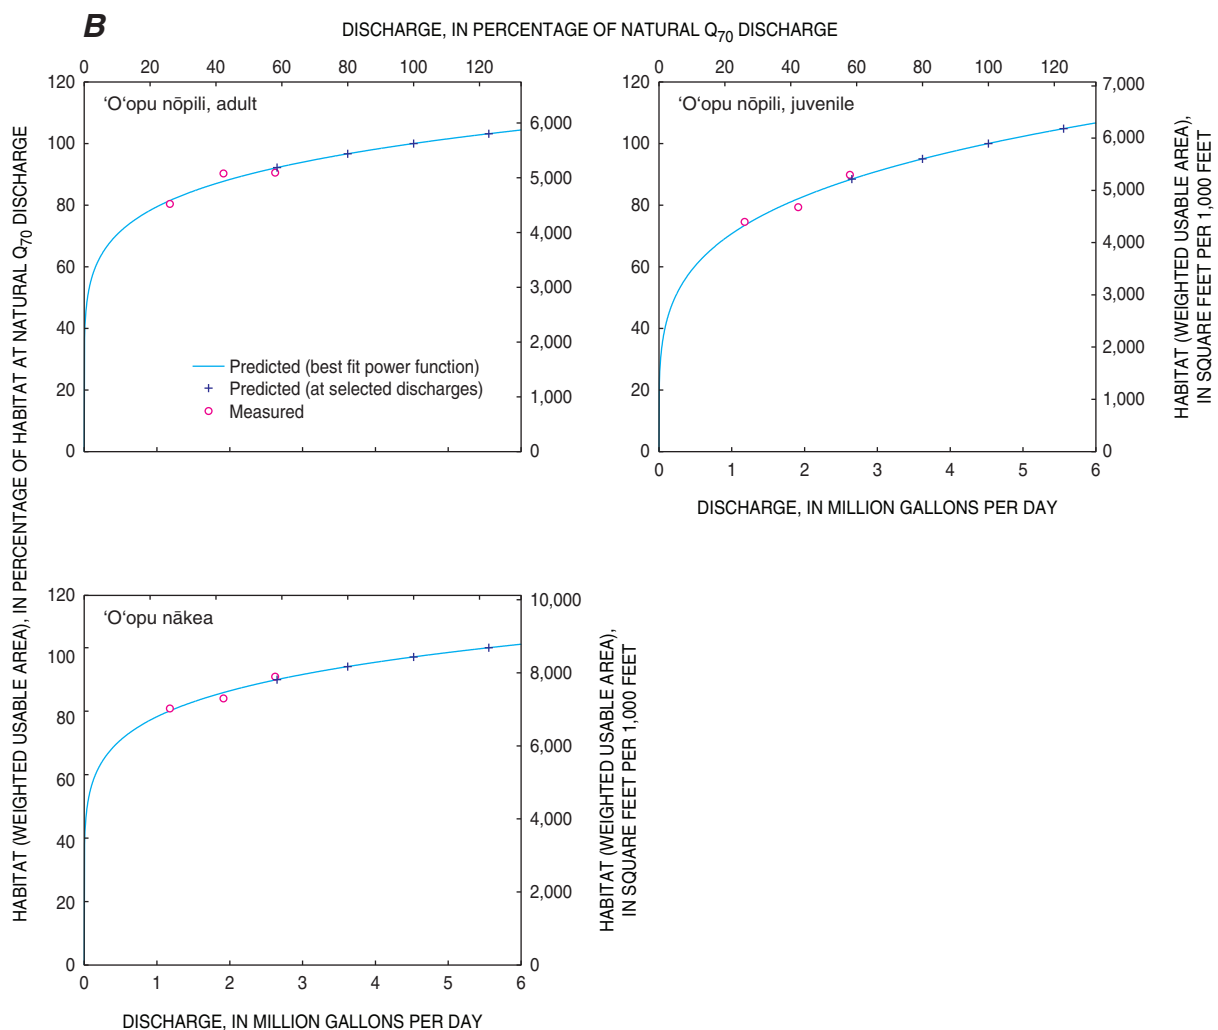 B
DISCHARGE, IN PERCENTAGE OF NATURAL Q70 DISCHARGE
0 20 40 60 80 100 120
ʻOʻopu nōpili, adult
120
100
80
60
40
20
0
6,000
5,000
4,000
3,000
2,000
1,000
0
Predicted (best fit power function)
Predicted (at selected discharges)
Measured
0 20 40 60 80 100 120
ʻOʻopu nōpili, juvenile
120
100
80
60
40
20
0
7,000
6,000
5,000
4,000
3,000
2,000
1,000
0
0 1 2 3 4 5 6
DISCHARGE, IN MILLION GALLONS PER DAY
HABITAT (WEIGHTED USABLE AREA),
IN SQUARE FEET PER 1,000 FEET
HABITAT (WEIGHTED USABLE AREA), IN PERCENTAGE OF HABITAT AT NATURAL Q70 DISCHARGE
ʻOʻopu nākea
120
100
80
60
40
20
0
10,000
8,000
6,000
4,000
2,000
0
0 1 2 3 4 5 6
DISCHARGE, IN MILLION GALLONS PER DAY
HABITAT (WEIGHTED USABLE AREA),
IN SQUARE FEET PER 1,000 FEET